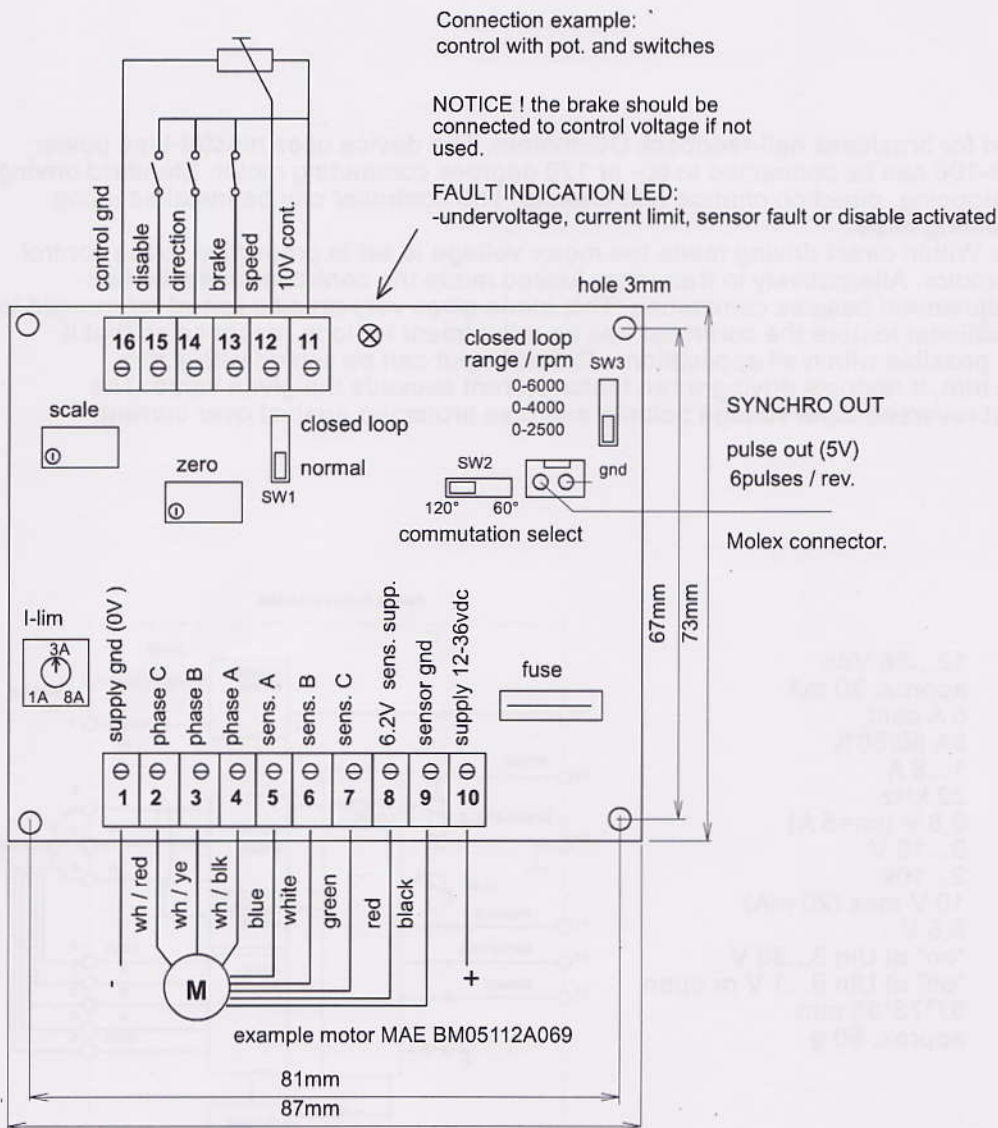 Connection example:
control with pot. and switches
NOTICE ! the brake should be
connected to control voltage if not
used.
FAULT INDICATION LED:
-undervoltage, current limit, sensor fault or disable activated
control gnd
disable
direction
brake
speed
10V cont.
hole 3mm
16 15 14 13 12 11
closed loop
range / rpm
0-6000
0-4000
0-2500
SW3
scale
closed loop
normal
SW1
zero
SW2
120° 60°
commutation select
gnd
SYNCHRO OUT
pulse out (5V)
6pulses / rev.
Molex connector.
67mm
73mm
I-lim
3A
1A 8A
supply gnd (0V )
phase C
phase B
phase A
sens. A
sens. B
sens. C
6.2V sens. supp.
sensor gnd
supply 12-36vdc
fuse
1 2 3 4 5 6 7 8 9 10
wh / red
wh / ye
wh / blk
blue
white
green
red
black
-
M
+
example motor MAE BM05112A069
81mm
87mm